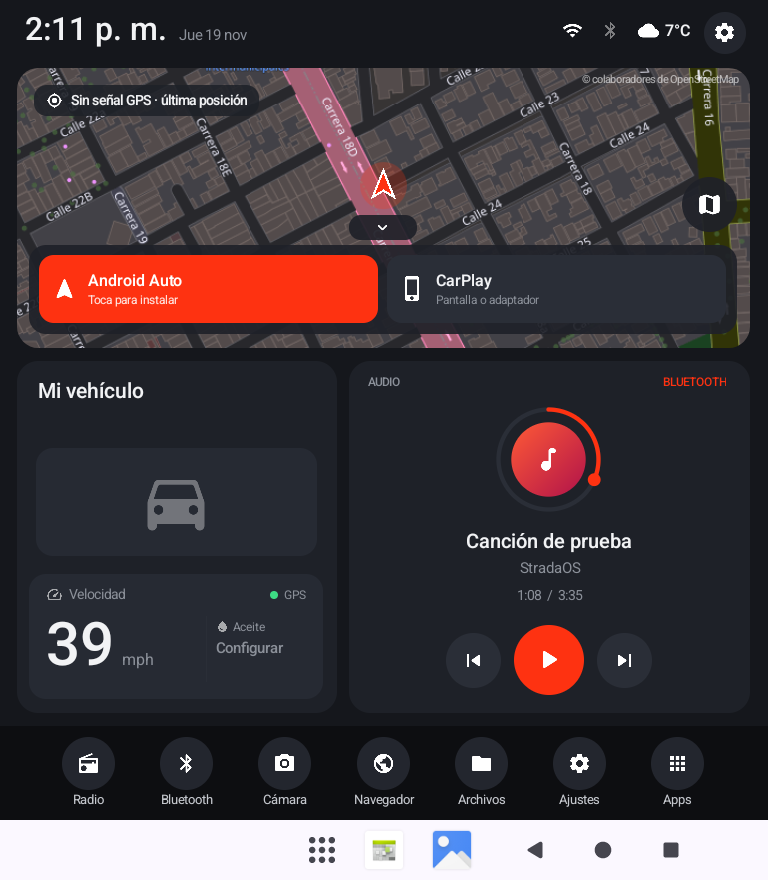 2:11 p. m. Jue 19 nov
7°C
© colaboradores de OpenStreetMap
Sin señal GPS · última posición
Calle 23
Carrera 16
Calle 24
Carrera 18D
Carrera 18E
Carrera 18
Calle 22B
Carrera 19
Calle 24
Android Auto
Toca para instalar
CarPlay
Pantalla o adaptador
Mi vehículo
Velocidad
GPS
39 mph
Aceite
Configurar
AUDIO
BLUETOOTH
Canción de prueba
StradaOS
1:08 / 3:35
Radio
Bluetooth
Cámara
Navegador
Archivos
Ajustes
Apps